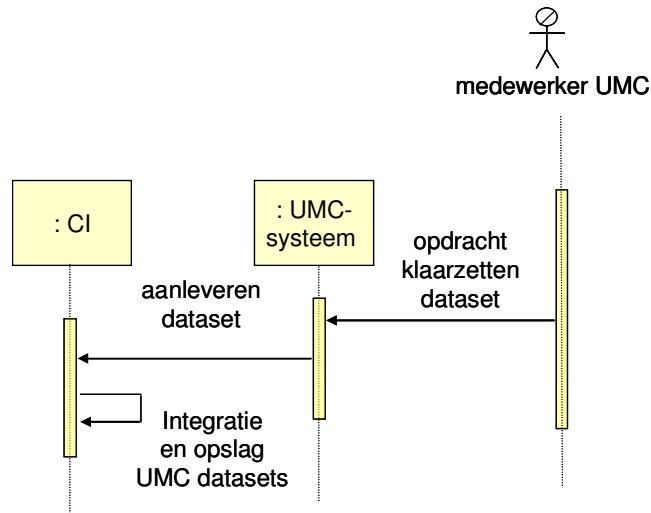 medewerker UMC
: CI
: UMC-
systeem
opdracht
klaarzetten
dataset
aanleveren
dataset
Integratie
en opslag
UMC datasets